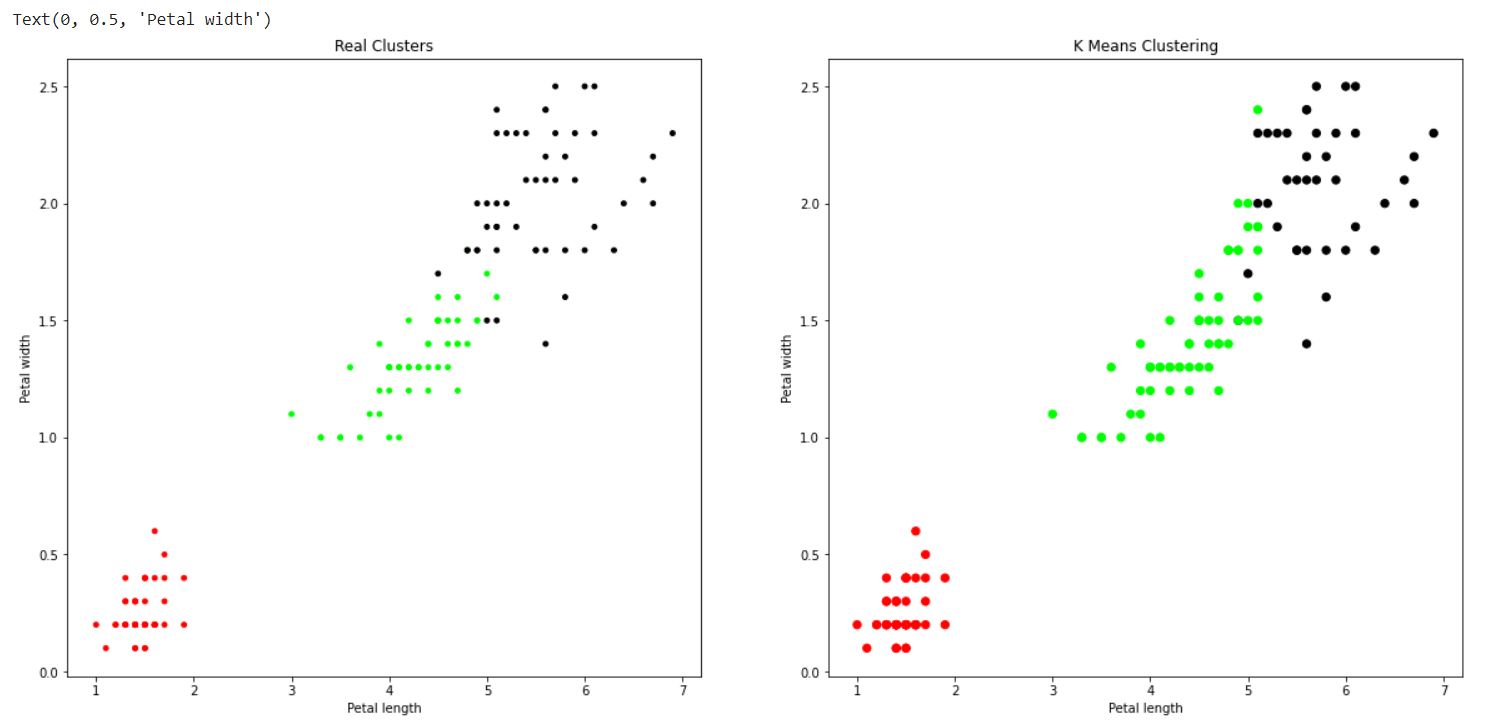 Text(0, 0.5, 'Petal width')
Real Clusters
2.5
2.0
1.5
1.0
0.5
0.0
Petal width
1 2 3 4 5 6 7
Petal length
K Means Clustering
2.5
2.0
1.5
1.0
0.5
0.0
Petal width
1 2 3 4 5 6 7
Petal length